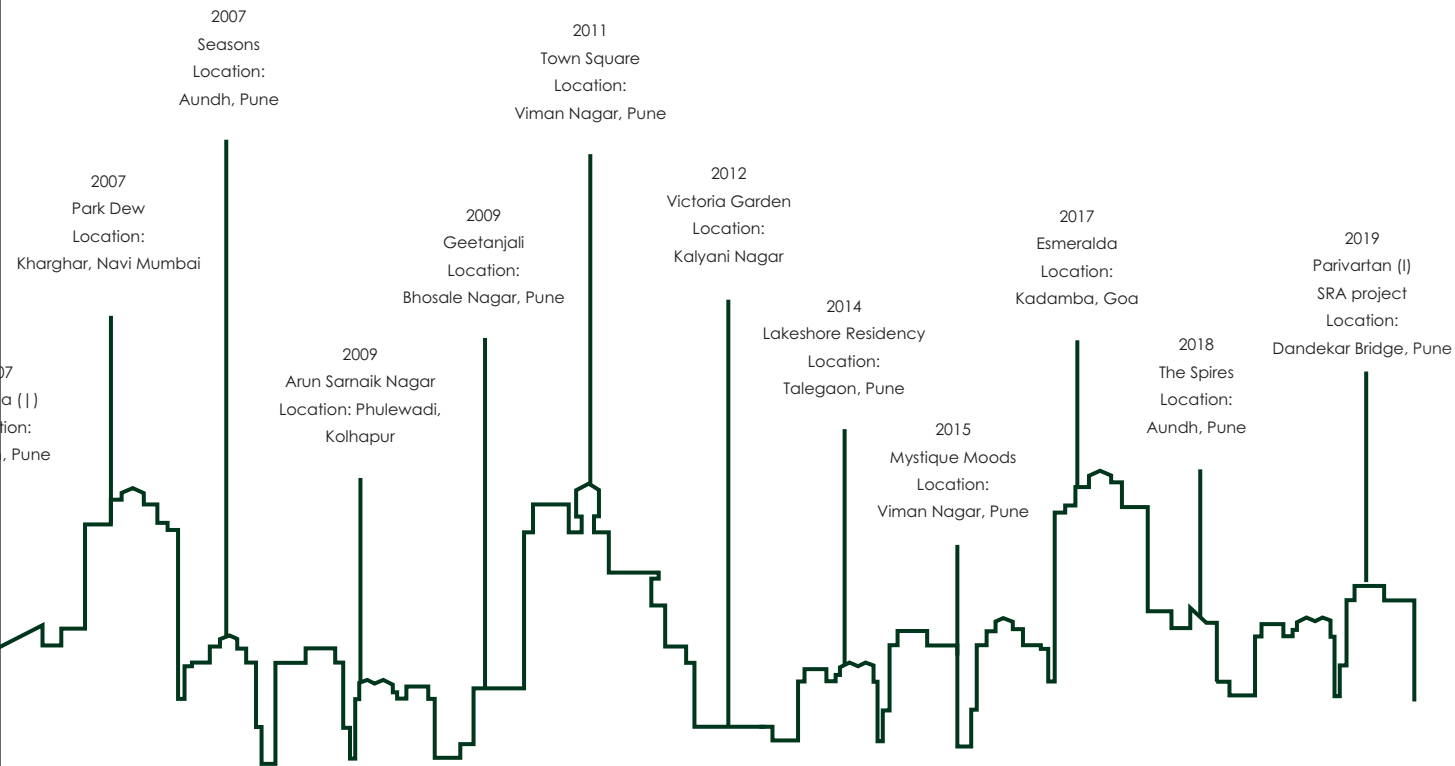 07
a (|)
tion:
, Pune
2007
Park Dew
Location:
Kharghar, Navi Mumbai
2007
Seasons
Location:
Aundh, Pune
2009
Arun Sarnaik Nagar
Location: Phulewadi,
Kolhapur
2009
Geetanjali
Location:
Bhosale Nagar, Pune
2011
Town Square
Location:
Viman Nagar, Pune
2012
Victoria Garden
Location:
Kalyani Nagar
2014
Lakeshore Residency
Location:
Talegaon, Pune
2015
Mystique Moods
Location:
Viman Nagar, Pune
2017
Esmeralda
Location:
Kadamba, Goa
2018
The Spires
Location:
Aundh, Pune
2019
Parivartan (I)
SRA project
Location:
Dandekar Bridge, Pune